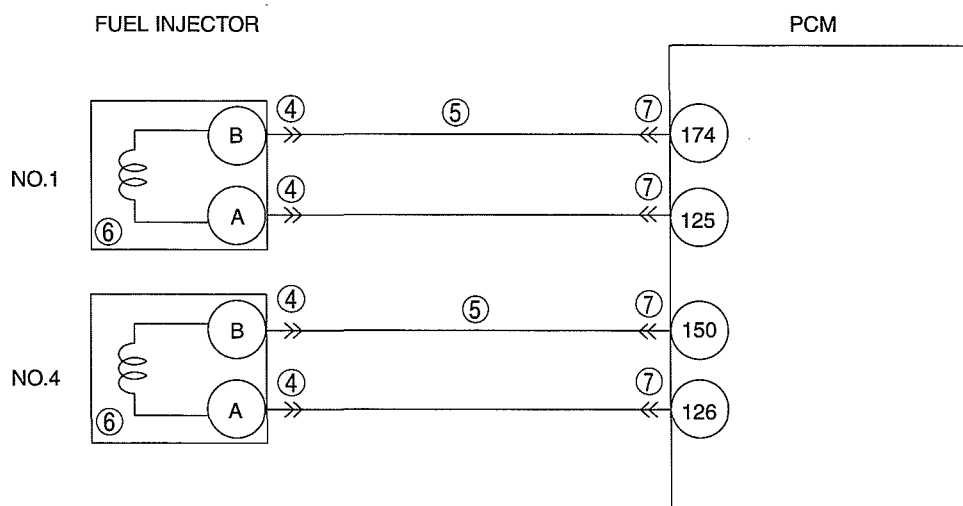 FUEL INJECTOR PCM
④ ⑤ ⑦
B 174
NO.1
④ ⑦
A 125
⑥
④ ⑤ ⑦
B 150
NO.4
④ ⑦
A 126
⑥